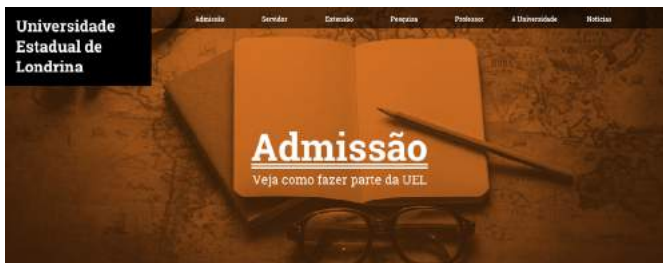 Universidade
Estadual de
Londrina
Admissão Servidor Extensão Pesquisa Professor A Universidade Notícias
Admissão
Veja como fazer parte da UEL